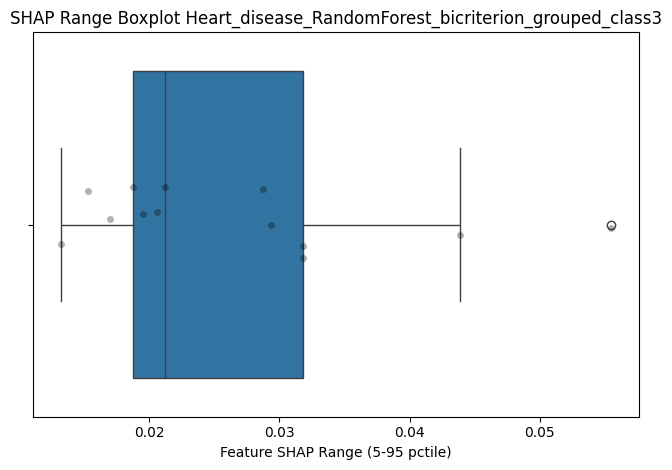 SHAP Range Boxplot Heart_disease_RandomForest_bicriterion_grouped_class3
0.02 0.03 0.04 0.05
Feature SHAP Range (5-95 pctile)